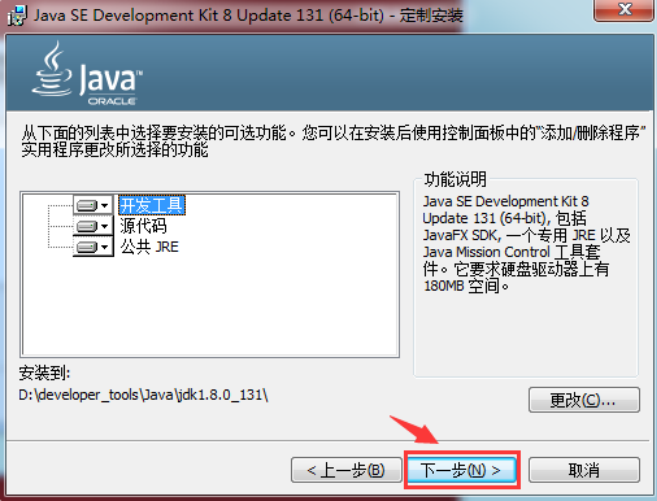 Java SE Development Kit 8 Update 131 (64-bit) - 定制安装
Java™
ORACLE
从下面的列表中选择要安装的可选功能。您可以在安装后使用控制面板中的"添加/删除程序"
实用程序更改所选择的功能
开发工具
源代码
公共 JRE
功能说明
Java SE Development Kit 8
Update 131 (64-bit), 包括
JavaFX SDK, 一个专用 JRE 以及
Java Mission Control 工具套
件。它要求硬盘驱动器上有
180MB 空间。
安装到:
D:\developer_tools\Java\jdk1.8.0_131\
更改(C)...
< 上一步(B)
下一步(N) >
取消